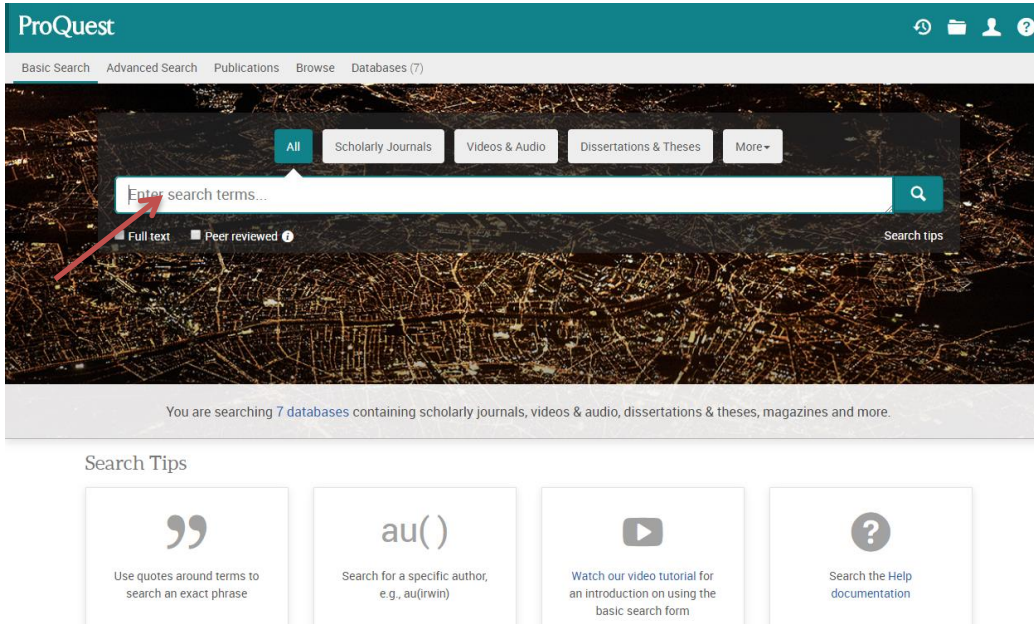 ProQuest
Basic Search Advanced Search Publications Browse Databases (7)
All Scholarly Journals Videos & Audio Dissertations & Theses More
Enter search terms...
Full text Peer reviewed Search tips
You are searching 7 databases containing scholarly journals, videos & audio, dissertations & theses, magazines and more.
Search Tips
Use quotes around terms to
search an exact phrase
au( )
Search for a specific author,
e.g., au(irwin)
Watch our video tutorial for
an introduction on using the
basic search form
Search the Help
documentation